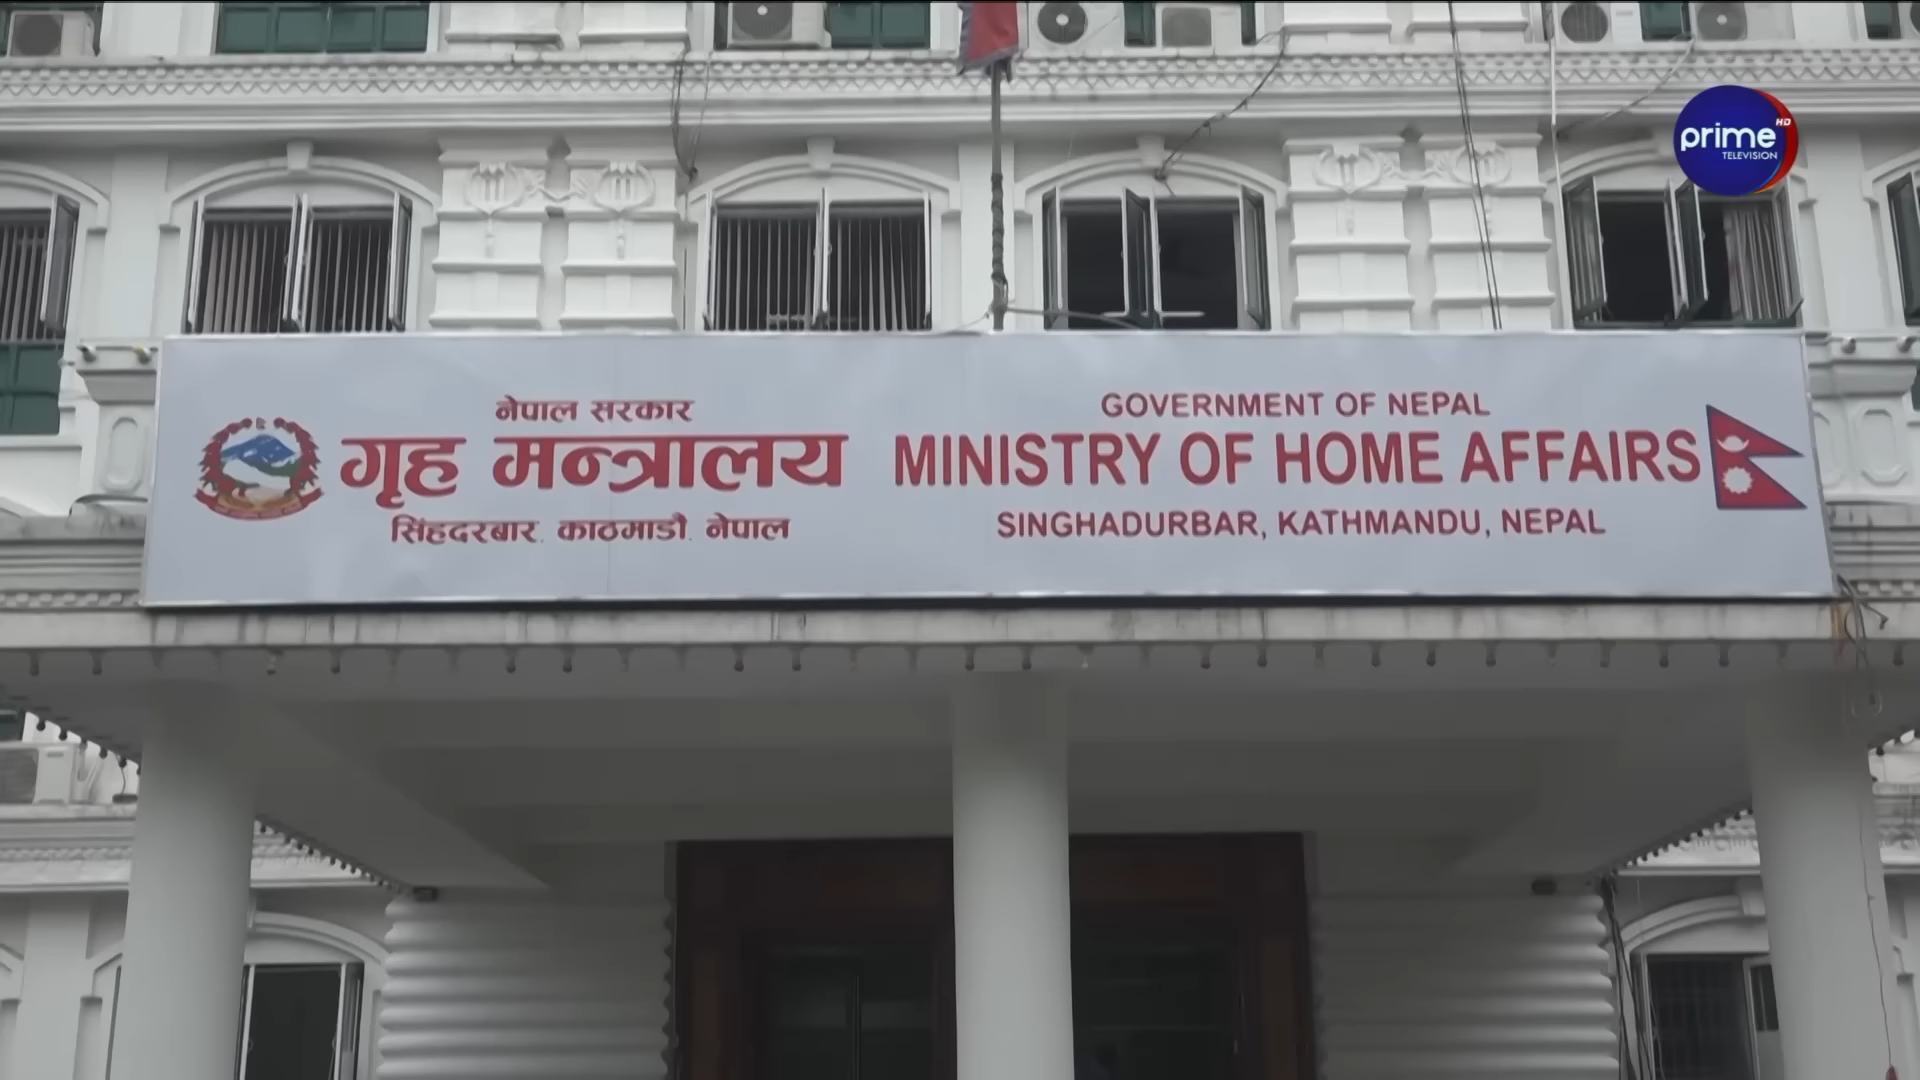 prime HD
TELEVISION
नेपाल सरकार
गृह मन्त्रालय
सिंहदरबार, काठमाडौं, नेपाल
GOVERNMENT OF NEPAL
MINISTRY OF HOME AFFAIRS
SINGHADURBAR, KATHMANDU, NEPAL